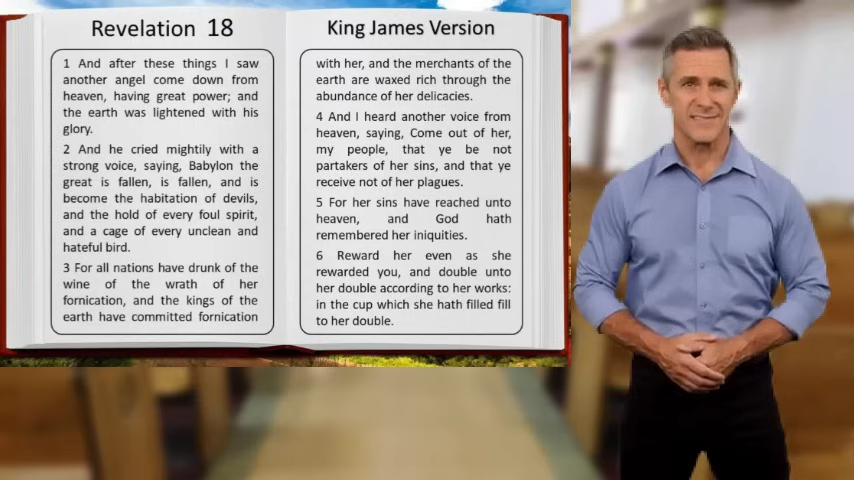 Revelation 18
1 And after these things I saw
another angel come down from
heaven, having great power; and
the earth was lightened with his
glory.
2 And he cried mightily with a
strong voice, saying, Babylon the
great is fallen, is fallen, and is
become the habitation of devils,
and the hold of every foul spirit,
and a cage of every unclean and
hateful bird.
3 For all nations have drunk of the
wine of the wrath of her
fornication, and the kings of the
earth have committed fornication
King James Version
with her, and the merchants of the
earth are waxed rich through the
abundance of her delicacies.
4 And I heard another voice from
heaven, saying, Come out of her,
my people, that ye be not
partakers of her sins, and that ye
receive not of her plagues.
5 For her sins have reached unto
heaven, and God hath
remembered her iniquities.
6 Reward her even as she
rewarded you, and double unto
her double according to her works:
in the cup which she hath filled fill
to her double.